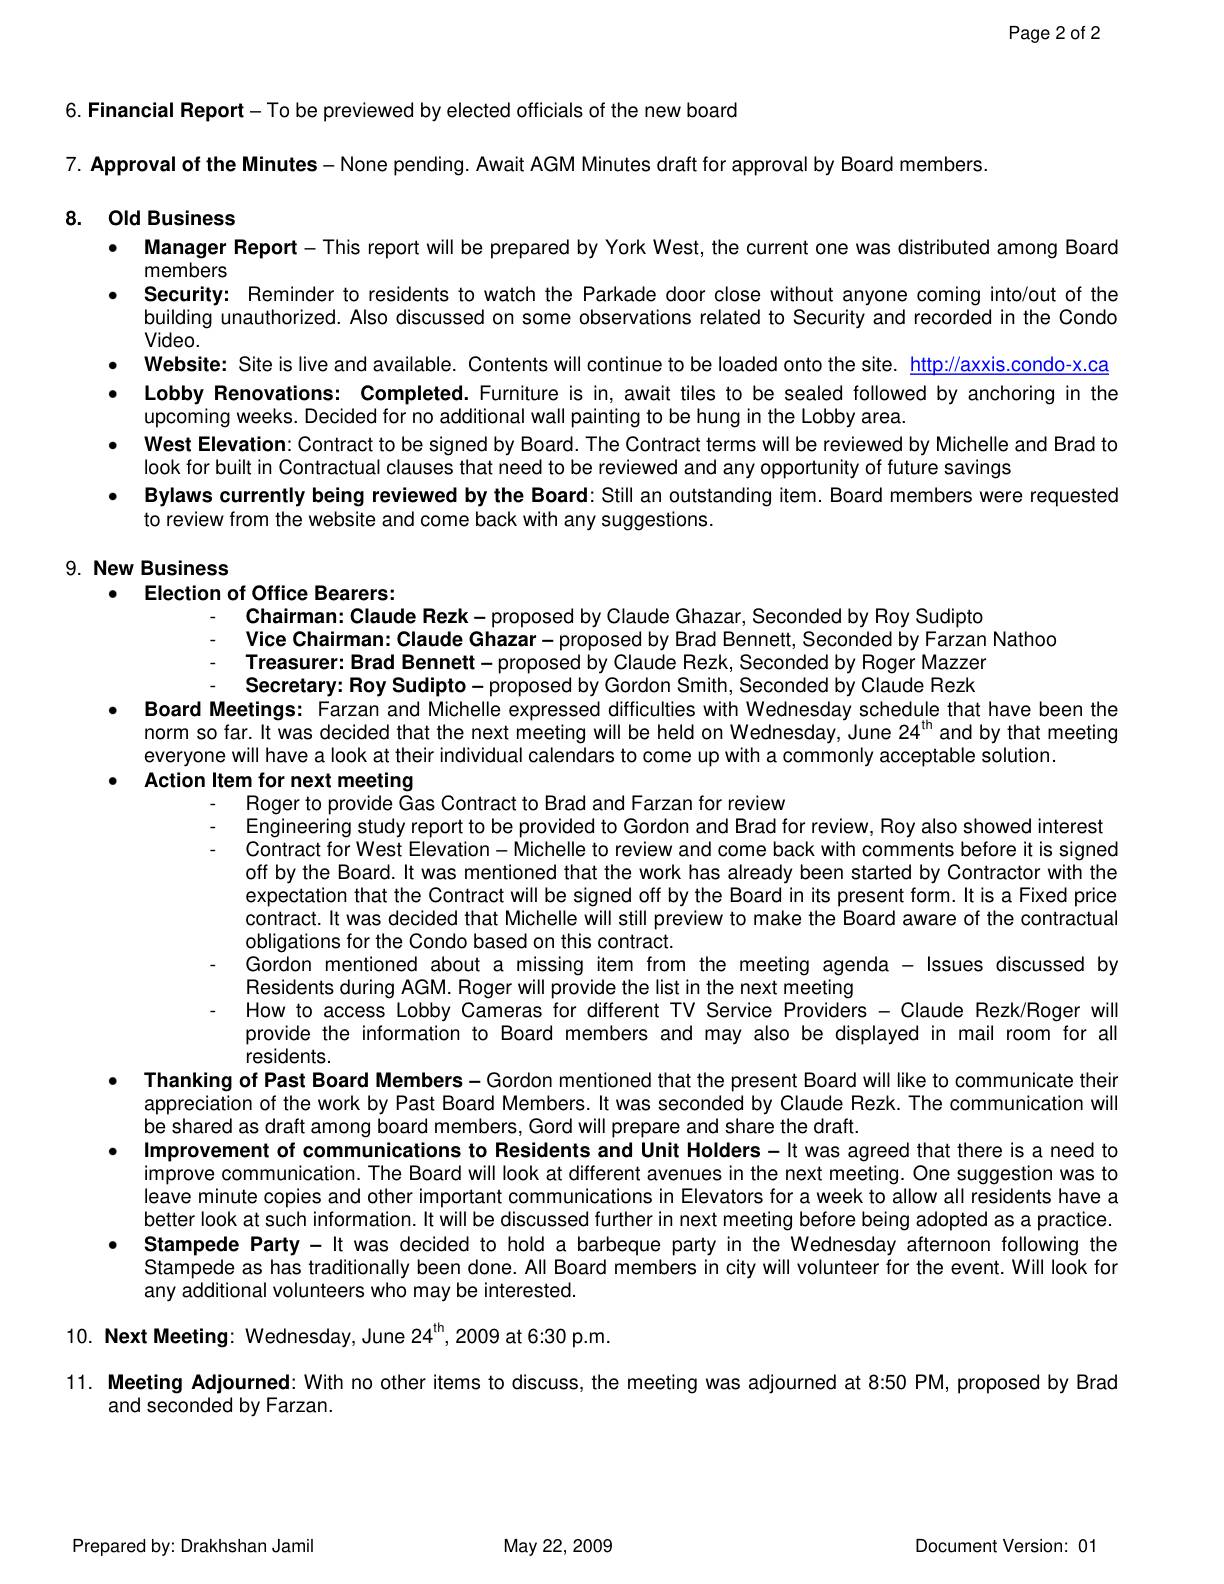 Page 2 of 2
6. Financial Report – To be previewed by elected officials of the new board
7. Approval of the Minutes – None pending. Await AGM Minutes draft for approval by Board members.
8. Old Business
• Manager Report – This report will be prepared by York West, the current one was distributed among Board
members
• Security: Reminder to residents to watch the Parkade door close without anyone coming into/out of the
building unauthorized. Also discussed on some observations related to Security and recorded in the Condo
Video.
• Website: Site is live and available. Contents will continue to be loaded onto the site. http://axxis.condo-x.ca
• Lobby Renovations: Completed. Furniture is in, await tiles to be sealed followed by anchoring in the
upcoming weeks. Decided for no additional wall painting to be hung in the Lobby area.
• West Elevation: Contract to be signed by Board. The Contract terms will be reviewed by Michelle and Brad to
look for built in Contractual clauses that need to be reviewed and any opportunity of future savings
• Bylaws currently being reviewed by the Board: Still an outstanding item. Board members were requested
to review from the website and come back with any suggestions.
9. New Business
• Election of Office Bearers:
- Chairman: Claude Rezk – proposed by Claude Ghazar, Seconded by Roy Sudipto
- Vice Chairman: Claude Ghazar – proposed by Brad Bennett, Seconded by Farzan Nathoo
- Treasurer: Brad Bennett – proposed by Claude Rezk, Seconded by Roger Mazzer
- Secretary: Roy Sudipto – proposed by Gordon Smith, Seconded by Claude Rezk
• Board Meetings: Farzan and Michelle expressed difficulties with Wednesday schedule that have been the
norm so far. It was decided that the next meeting will be held on Wednesday, June 24th and by that meeting
everyone will have a look at their individual calendars to come up with a commonly acceptable solution.
• Action Item for next meeting
- Roger to provide Gas Contract to Brad and Farzan for review
- Engineering study report to be provided to Gordon and Brad for review, Roy also showed interest
- Contract for West Elevation – Michelle to review and come back with comments before it is signed
off by the Board. It was mentioned that the work has already been started by Contractor with the
expectation that the Contract will be signed off by the Board in its present form. It is a Fixed price
contract. It was decided that Michelle will still preview to make the Board aware of the contractual
obligations for the Condo based on this contract.
- Gordon mentioned about a missing item from the meeting agenda – Issues discussed by
Residents during AGM. Roger will provide the list in the next meeting
- How to access Lobby Cameras for different TV Service Providers – Claude Rezk/Roger will
provide the information to Board members and may also be displayed in mail room for all
residents.
• Thanking of Past Board Members – Gordon mentioned that the present Board will like to communicate their
appreciation of the work by Past Board Members. It was seconded by Claude Rezk. The communication will
be shared as draft among board members, Gord will prepare and share the draft.
• Improvement of communications to Residents and Unit Holders – It was agreed that there is a need to
improve communication. The Board will look at different avenues in the next meeting. One suggestion was to
leave minute copies and other important communications in Elevators for a week to allow all residents have a
better look at such information. It will be discussed further in next meeting before being adopted as a practice.
• Stampede Party – It was decided to hold a barbeque party in the Wednesday afternoon following the
Stampede as has traditionally been done. All Board members in city will volunteer for the event. Will look for
any additional volunteers who may be interested.
10. Next Meeting: Wednesday, June 24th, 2009 at 6:30 p.m.
11. Meeting Adjourned: With no other items to discuss, the meeting was adjourned at 8:50 PM, proposed by Brad
and seconded by Farzan.
Prepared by: Drakhshan Jamil May 22, 2009 Document Version: 01